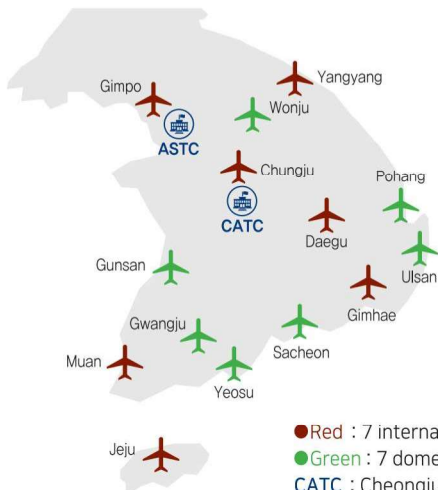 Gimpo
Yangyang
Wonju
ASTC
Chungju
CATC
Pohang
Daegu
Ulsan
Gunsan
Gimhae
Gwangju
Sacheon
Muan
Yeosu
Jeju
Red : 7 interna
Green : 7 dome
CATC : Cheongju